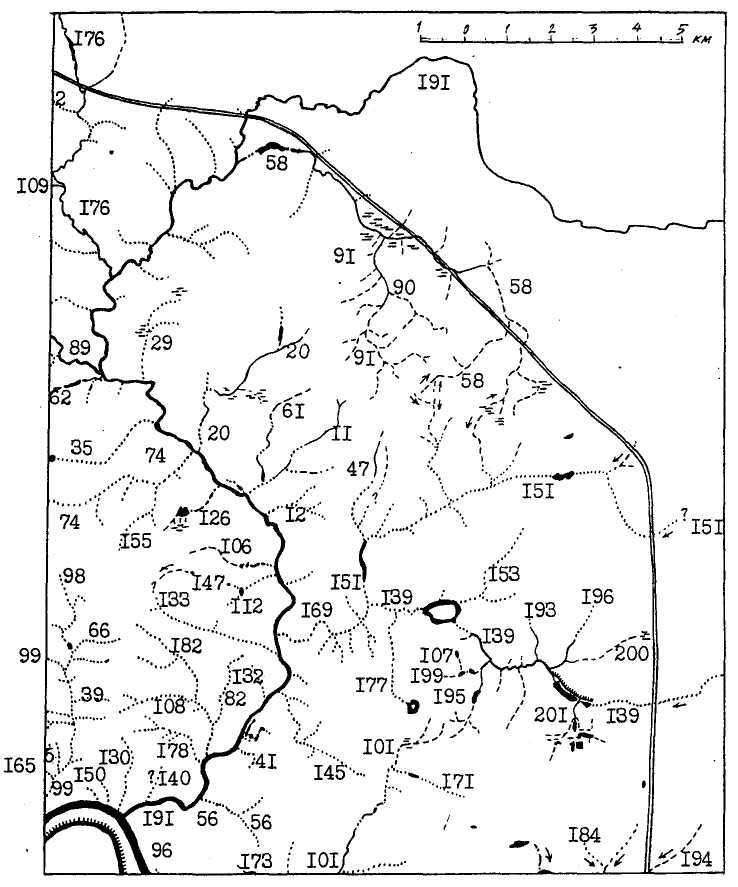 1 0 1 2 3 4 5 км
I76
I9I
2
58
I09
I76
9I
90
58
29
89
20
9I
62
6I
58
20
II
35
74
47
I5I
74
I26
I2
? I5I
I55
I06
98
I47
I5I
I39
I53
I33
II2
I69
I93
I96
66
I82
I39
99
I07
200
I32
I99
39
I08
82
I77
I95
20I
I39
I78
4I
I0I
I65
6
I30
I50
? I40
I45
I7I
99
I9I
56
56
96
I73
I0I
I84
I94